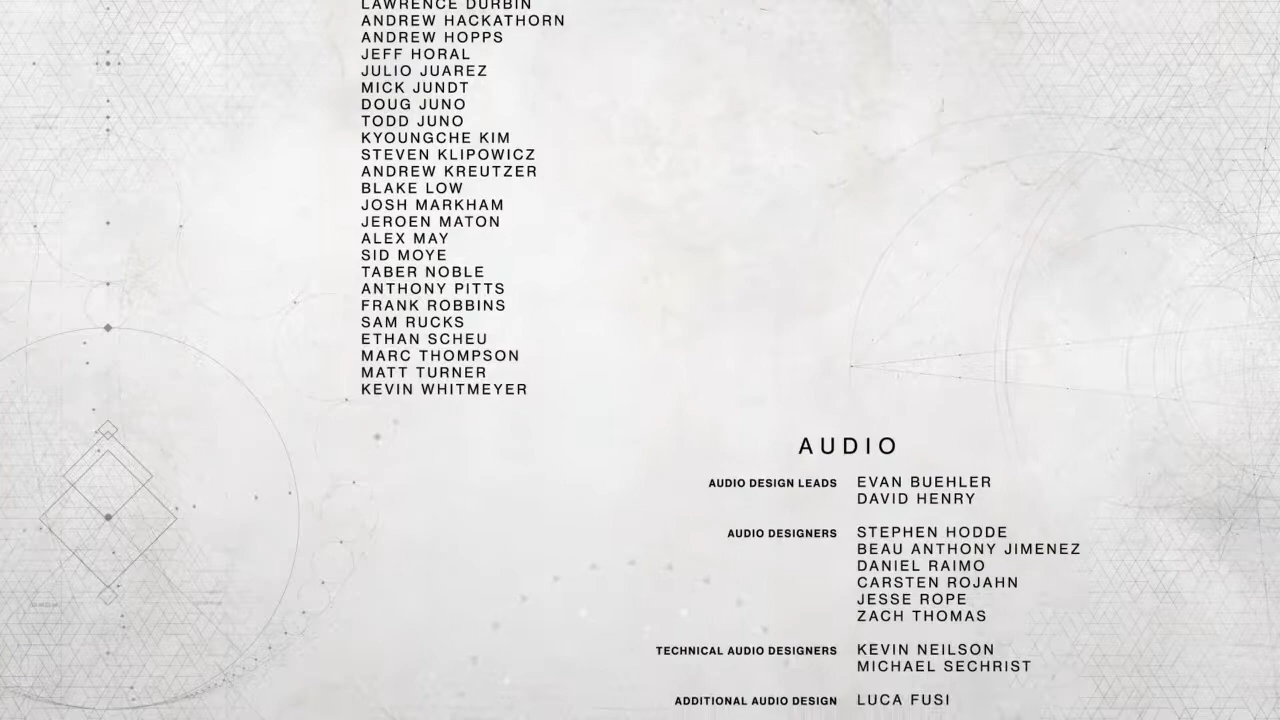 LAWRENCE DURBIN
ANDREW HACKATHORN
ANDREW HOPPS
JEFF HORAL
JULIO JUAREZ
MICK JUNDT
DOUG JUNO
TODD JUNO
KYOUNGCHE KIM
STEVEN KLIPOWICZ
ANDREW KREUTZER
BLAKE LOW
JOSH MARKHAM
JEROEN MATON
ALEX MAY
SID MOYE
TABER NOBLE
ANTHONY PITTS
FRANK ROBBINS
SAM RUCKS
ETHAN SCHEU
MARC THOMPSON
MATT TURNER
KEVIN WHITMEYER
AUDIO
AUDIO DESIGN LEADS EVAN BUEHLER
DAVID HENRY
AUDIO DESIGNERS STEPHEN HODDE
BEAU ANTHONY JIMENEZ
DANIEL RAIMO
CARSTEN ROJAHN
JESSE ROPE
ZACH THOMAS
TECHNICAL AUDIO DESIGNERS KEVIN NEILSON
MICHAEL SECHRIST
ADDITIONAL AUDIO DESIGN LUCA FUSI